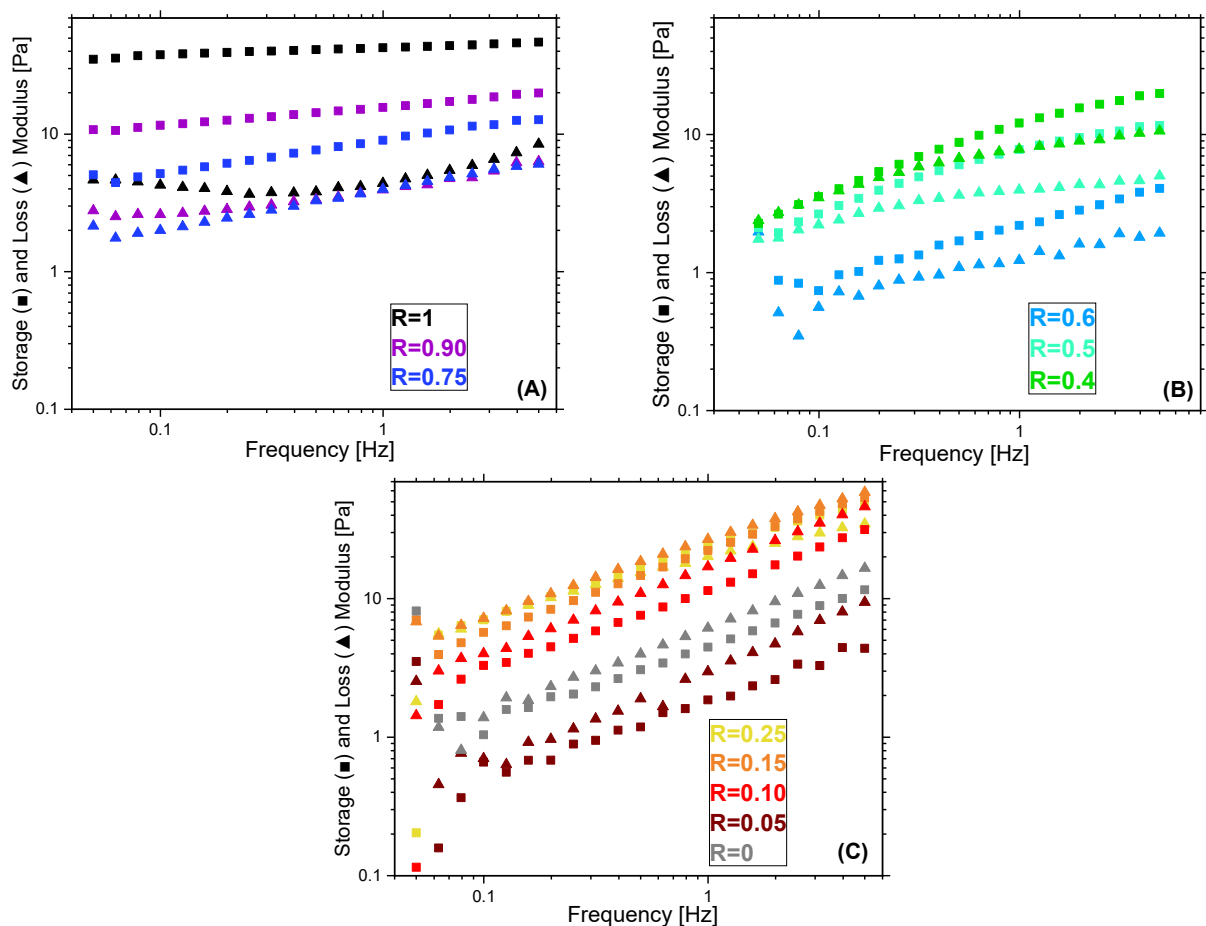 Storage (■) and Loss (▲) Modulus [Pa]
10
1
0.1
0.1
1
Frequency [Hz]
R=1
R=0.90
R=0.75
(A)
Storage (■) and Loss (▲) Modulus [Pa]
10
1
0.1
0.1
1
Frequency [Hz]
R=0.6
R=0.5
R=0.4
(B)
Storage (■) and Loss (▲) Modulus [Pa]
10
1
0.1
0.1
1
Frequency [Hz]
R=0.25
R=0.15
R=0.10
R=0.05
R=0
(C)